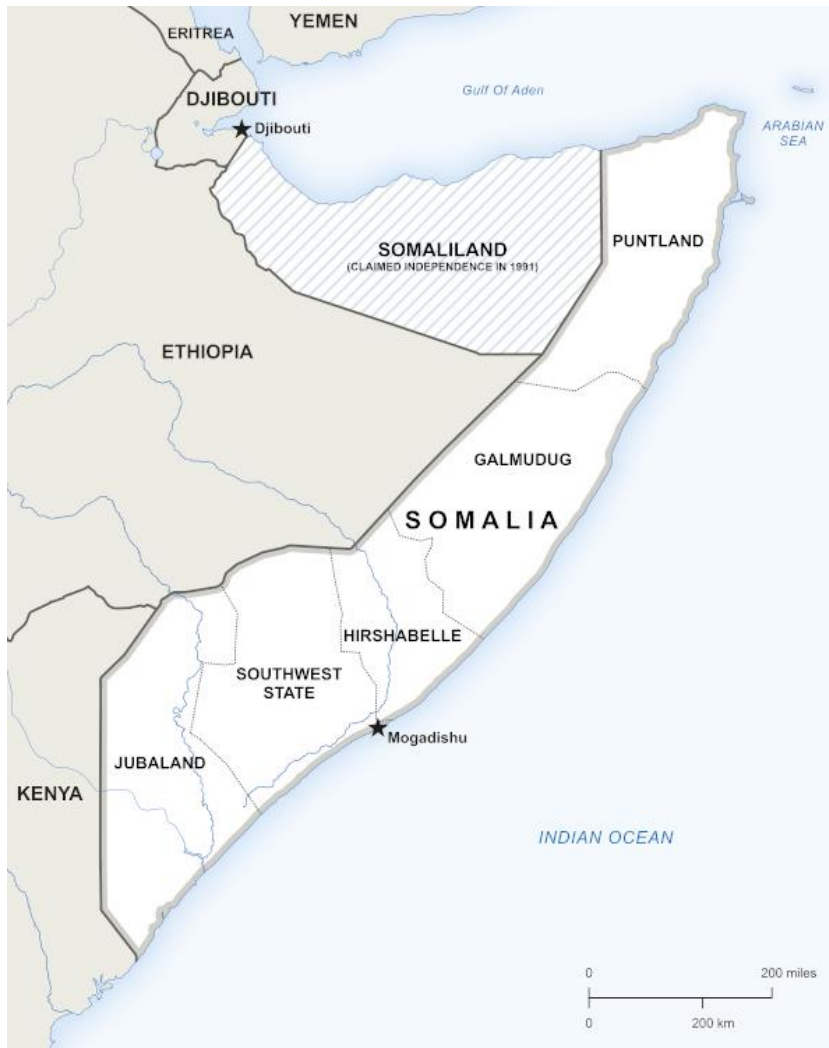 YEMEN
ERITREA
Gulf Of Aden
DJIBOUTI
Djibouti
ARABIAN
SEA
PUNTLAND
SOMALILAND
(CLAIMED INDEPENDENCE IN 1991)
ETHIOPIA
GALMUDUG
SOMALIA
HIRSHABELLE
SOUTHWEST
STATE
Mogadishu
JUBALAND
KENYA
INDIAN OCEAN
0 200 miles
0 200 km